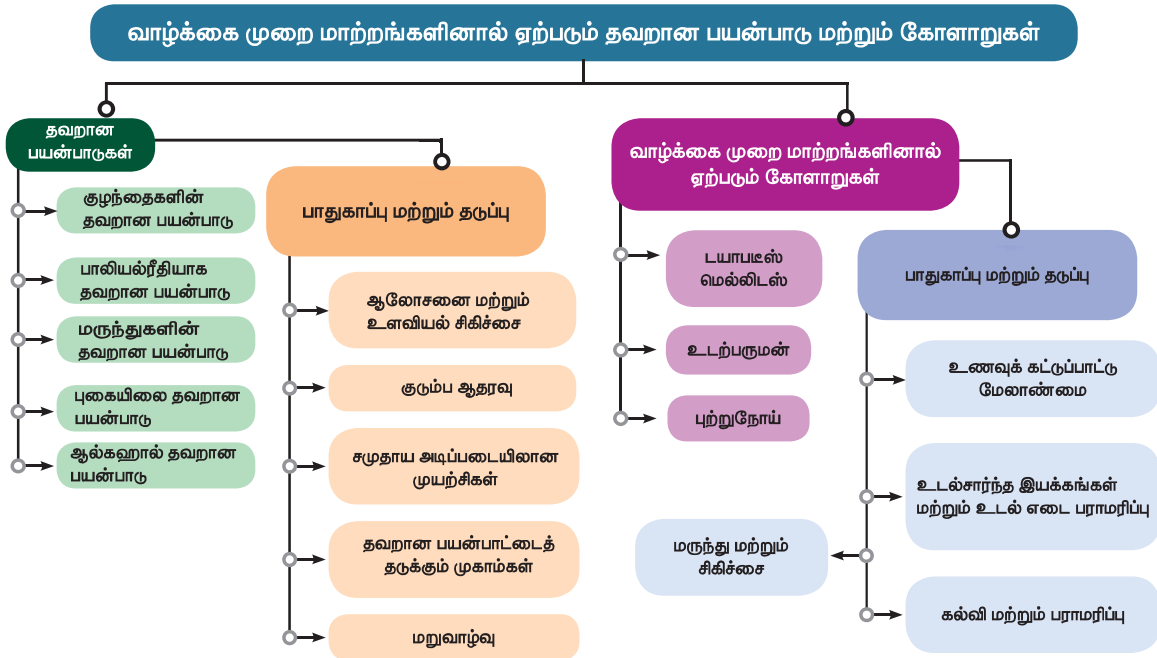 வாழ்க்கை முறை மாற்றங்களினால் ஏற்படும் தவறான பயன்பாடு மற்றும் கோளாறுகள்
தவறான
பயன்பாடுகள்
குழந்தைகளின்
தவறான பயன்பாடு
பாலியல்ரீதியாக
தவறான பயன்பாடு
மருந்துகளின்
தவறான பயன்பாடு
புகையிலை தவறான
பயன்பாடு
ஆல்கஹால் தவறான
பயன்பாடு
பாதுகாப்பு மற்றும் தடுப்பு
ஆலோசனை மற்றும்
உளவியல் சிகிச்சை
குடும்ப ஆதரவு
சமுதாய அடிப்படையிலான
முயற்சிகள்
தவறான பயன்பாட்டைத்
தடுக்கும் முகாம்கள்
மறுவாழ்வு
வாழ்க்கை முறை மாற்றங்களினால்
ஏற்படும் கோளாறுகள்
டயாபடீஸ்
மெல்லிடஸ்
உடற்பருமன்
புற்றுநோய்
பாதுகாப்பு மற்றும் தடுப்பு
உணவுக் கட்டுப்பாட்டு
மேலாண்மை
உடல்சார்ந்த இயக்கங்கள்
மற்றும் உடல் எடை பராமரிப்பு
மருந்து மற்றும்
சிகிச்சை
கல்வி மற்றும் பராமரிப்பு